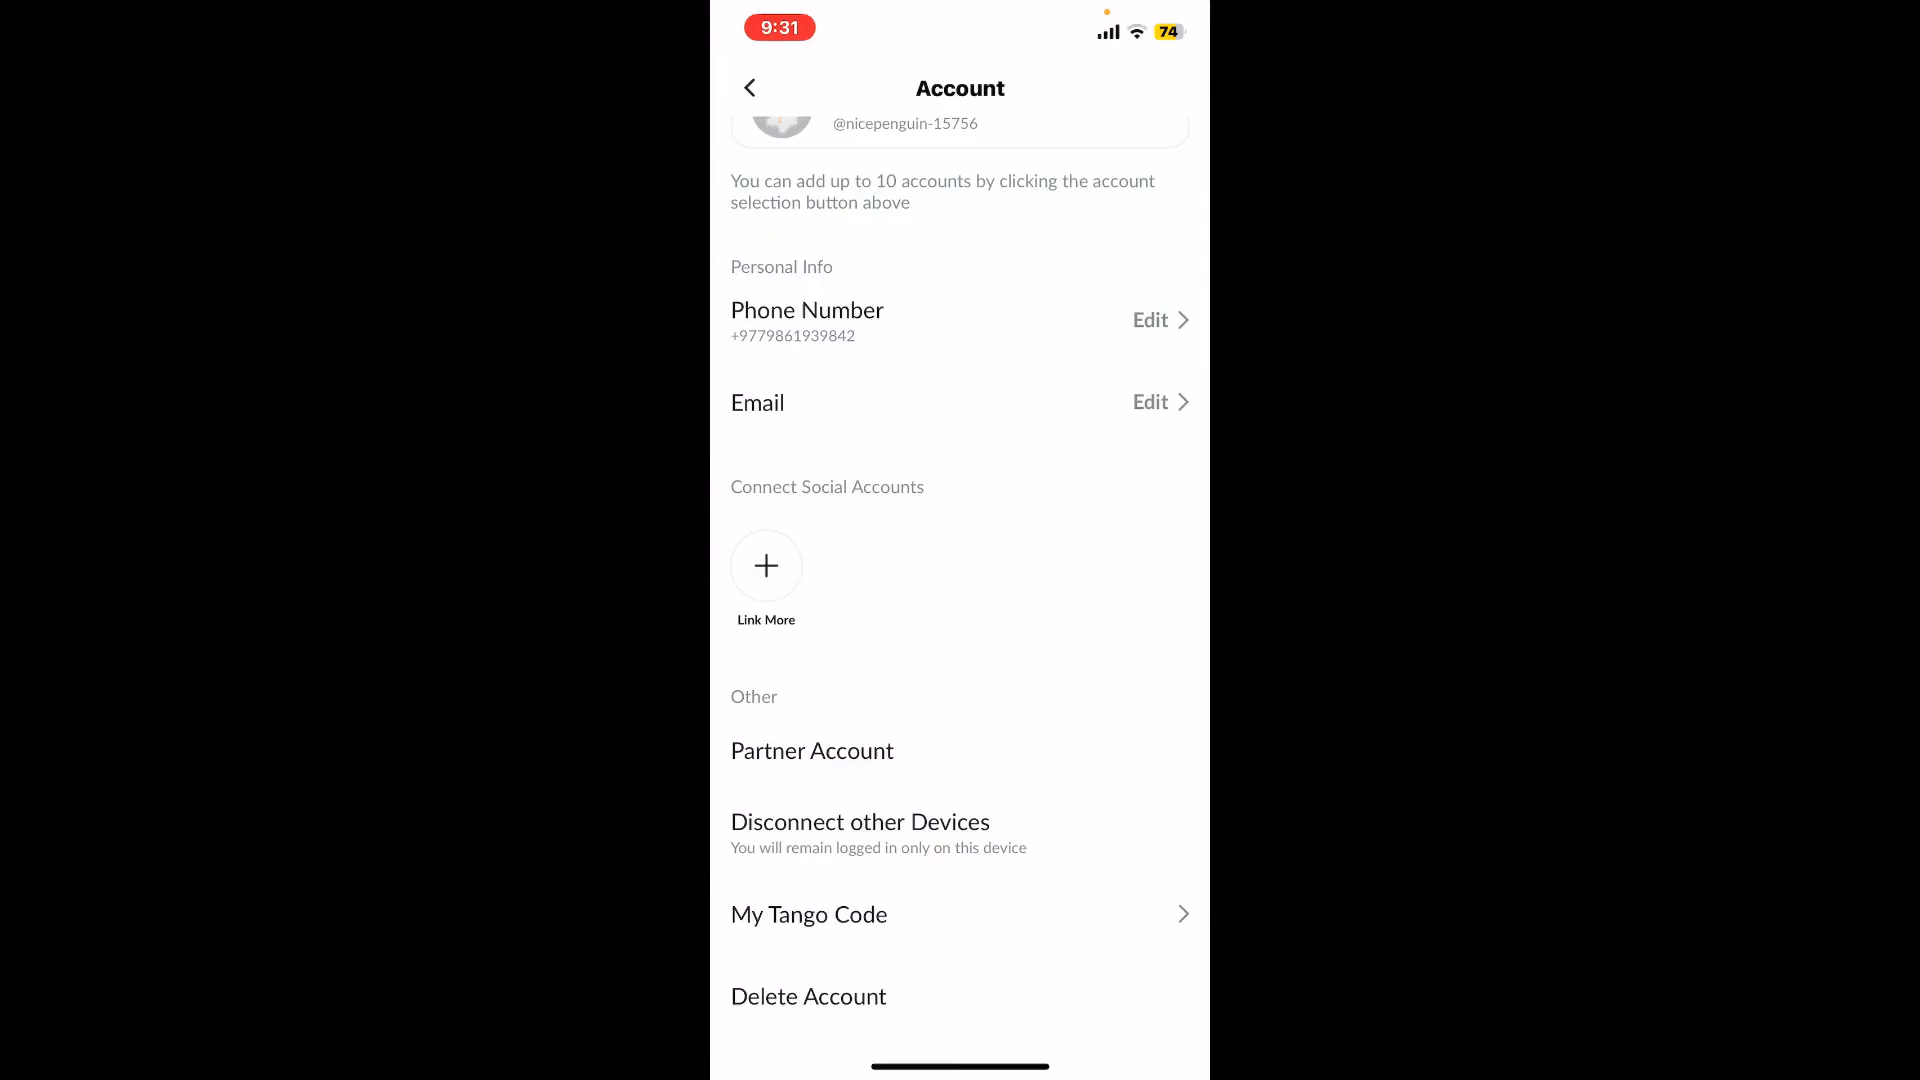 9:31
74
Account
@nicepenguin-15756
You can add up to 10 accounts by clicking the account
selection button above
Personal Info
Phone Number
Edit
+9779861939842
Email
Edit
Connect Social Accounts
Link More
Other
Partner Account
Disconnect other Devices
You will remain logged in only on this device
My Tango Code
Delete Account